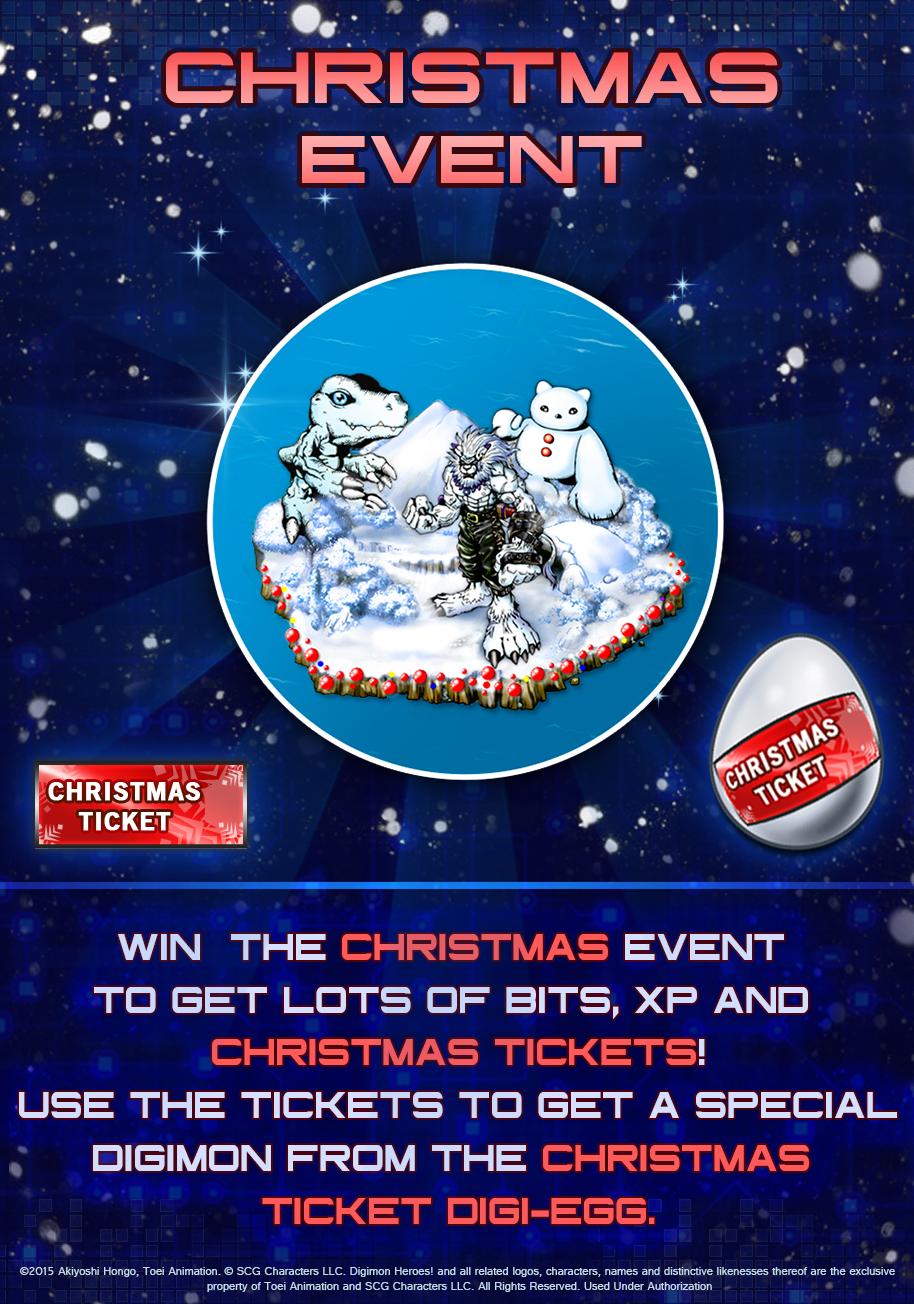 CHRISTMAS
EVENT
CHRISTMAS
TICKET
CHRISTMAS
TICKET
WIN THE CHRISTMAS EVENT
TO GET LOTS OF BITS, XP AND
CHRISTMAS TICKETS!
USE THE TICKETS TO GET A SPECIAL
DIGIMON FROM THE CHRISTMAS
TICKET DIGI-EGG.
©2015 Akiyoshi Hongo, Toei Animation. © SCG Characters LLC. Digimon Heroes! and all related logos, characters, names and distinctive likenesses thereof are the exclusive
property of Toei Animation and SCG Characters LLC. All Rights Reserved. Used Under Authorization